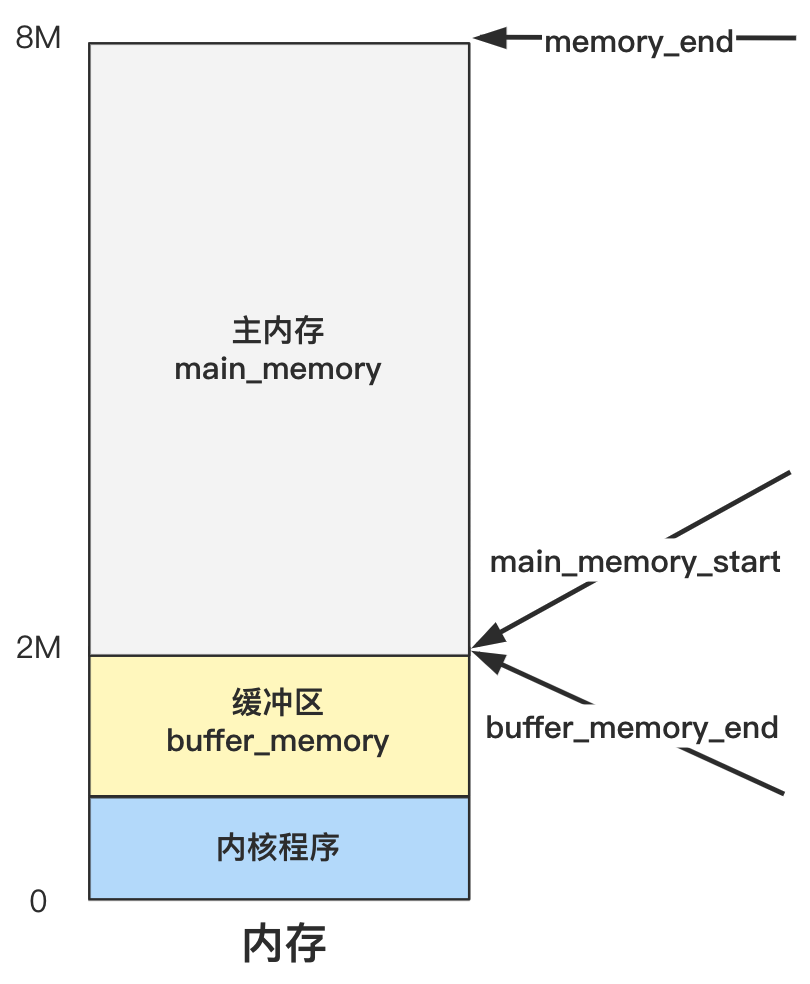 8M
memory_end
主内存
main_memory
main_memory_start
2M
缓冲区
buffer_memory
buffer_memory_end
内核程序
0
内存